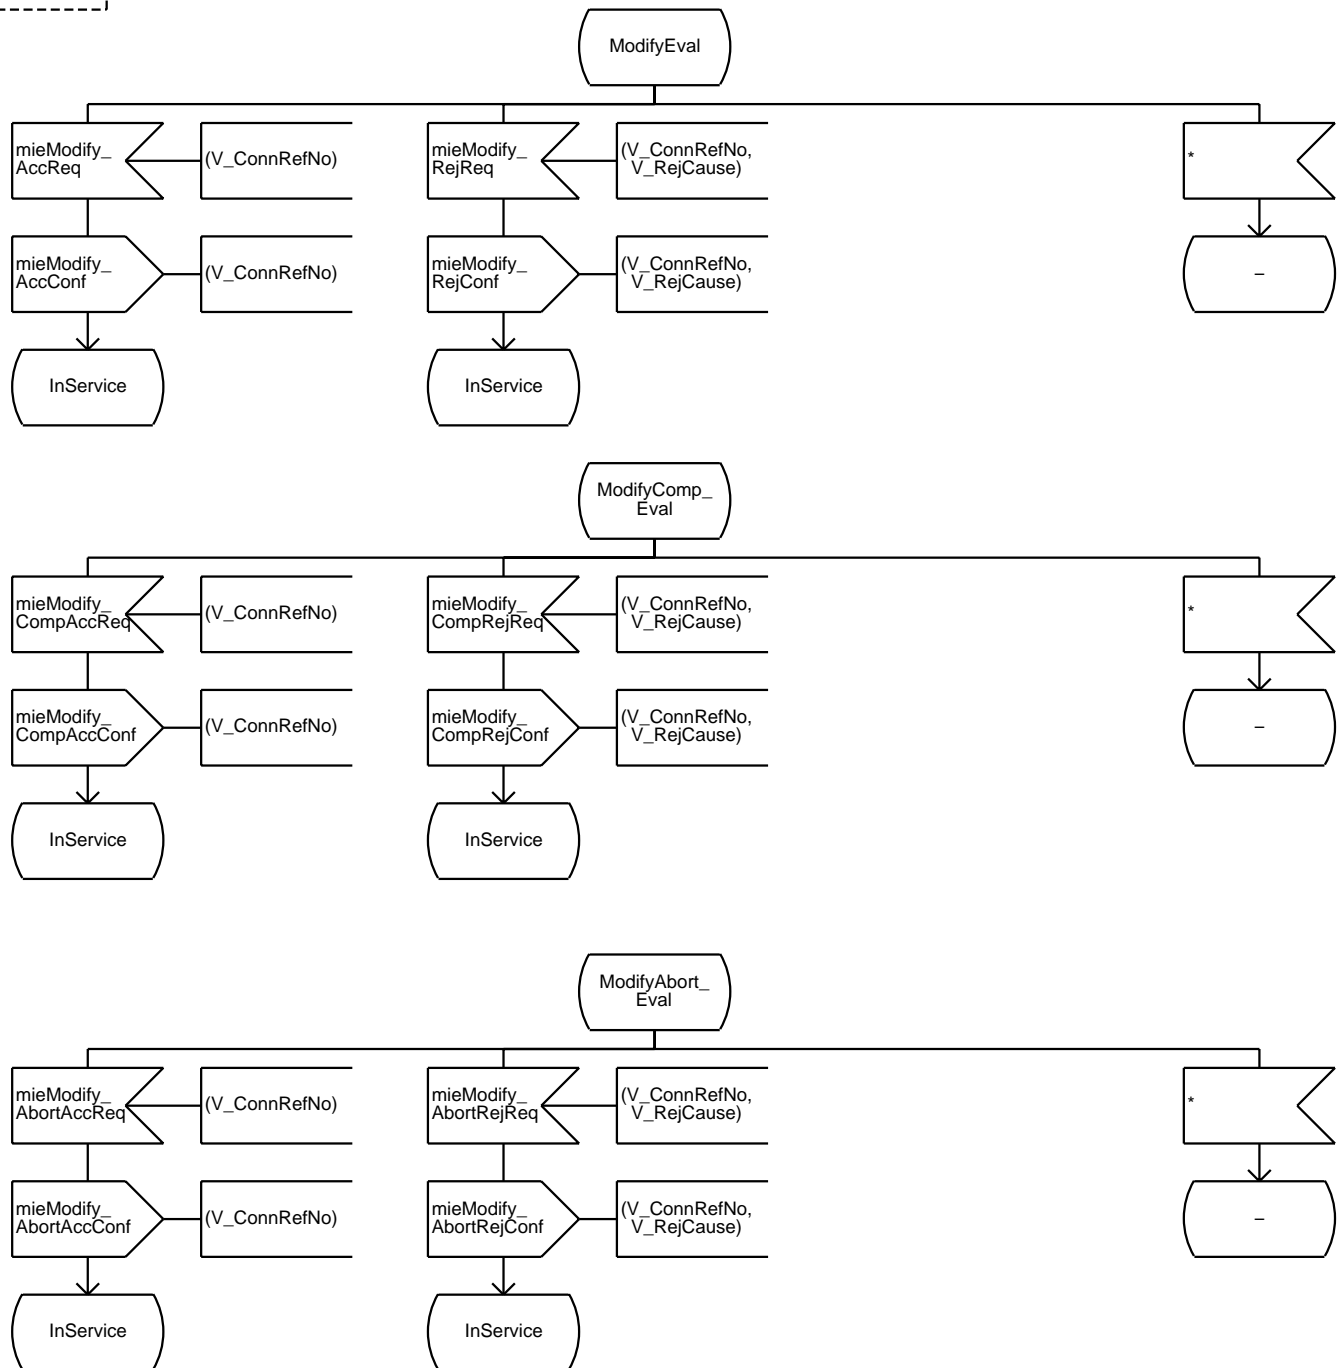 ModifyEval
mieModify_
AccReq
(V_ConnRefNo)
mieModify_
RejReq
(V_ConnRefNo,
V_RejCause)
*
mieModify_
AccConf
(V_ConnRefNo)
mieModify_
RejConf
(V_ConnRefNo,
V_RejCause)
–
InService
InService
ModifyComp_
Eval
mieModify_
CompAccReq
(V_ConnRefNo)
mieModify_
CompRejReq
(V_ConnRefNo,
V_RejCause)
*
mieModify_
CompAccConf
(V_ConnRefNo)
mieModify_
CompRejConf
(V_ConnRefNo,
V_RejCause)
–
InService
InService
ModifyAbort_
Eval
mieModify_
AbortAccReq
(V_ConnRefNo)
mieModify_
AbortRejReq
(V_ConnRefNo,
V_RejCause)
*
mieModify_
AbortAccConf
(V_ConnRefNo)
mieModify_
AbortRejConf
(V_ConnRefNo,
V_RejCause)
–
InService
InService